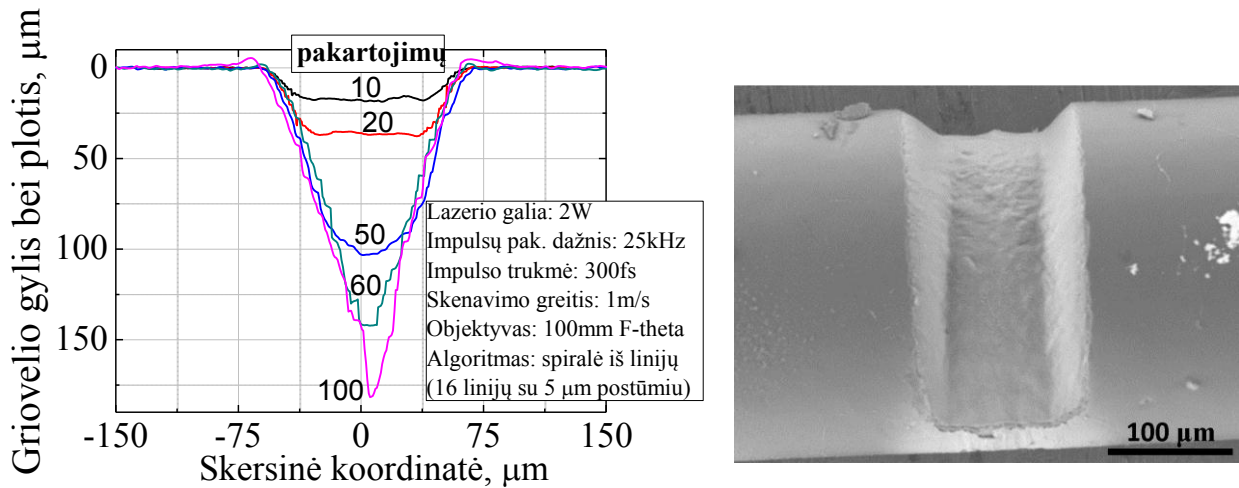 Griovelio gylis bei plotis, µm
pakartojimų
0
50
100
150
10
20
50
60
100
Lazerio galia: 2W
Impulsų pak. dažnis: 25kHz
Impulso trukmė: 300fs
Skenavimo greitis: 1m/s
Objektyvas: 100mm F-theta
Algoritmas: spiralė iš linijų
(16 linijų su 5 µm postūmiu)
-150 -75 0 75 150
Skersinė koordinatė, µm
100 µm